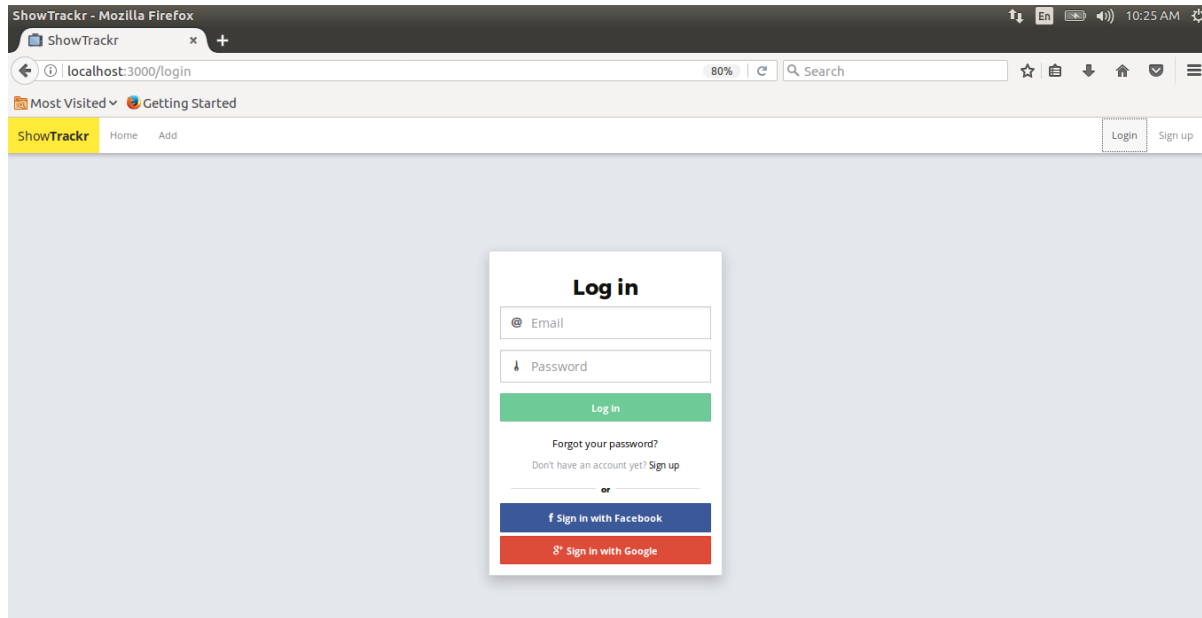 ShowTrackr - Mozilla Firefox En 10:25 AM
ShowTrackr × +
localhost:3000/login 80% Search
Most Visited Getting Started
ShowTrackr Home Add Login Sign up
Log in
@ Email
Password
Log in
Forgot your password?
Don't have an account yet? Sign up
or
f Sign in with Facebook
g+ Sign in with Google